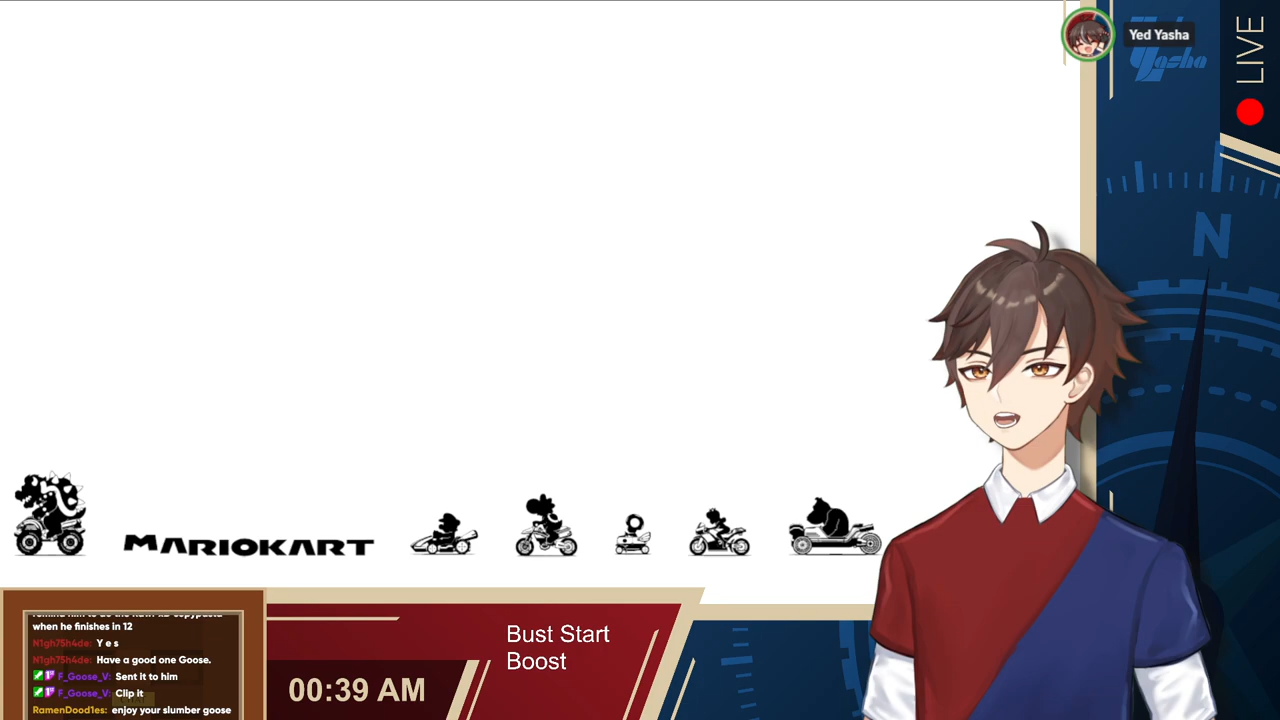 Yed Yasha
Yasha
LIVE
N
MARIOKART
Bust Start
Boost
00:39 AM
when he finishes in 12
N1gh75h4de: Y e s
N1gh75h4de: Have a good one Goose.
F_Goose_V: Sent it to him
F_Goose_V: Clip it
RamenDood1es: enjoy your slumber goose